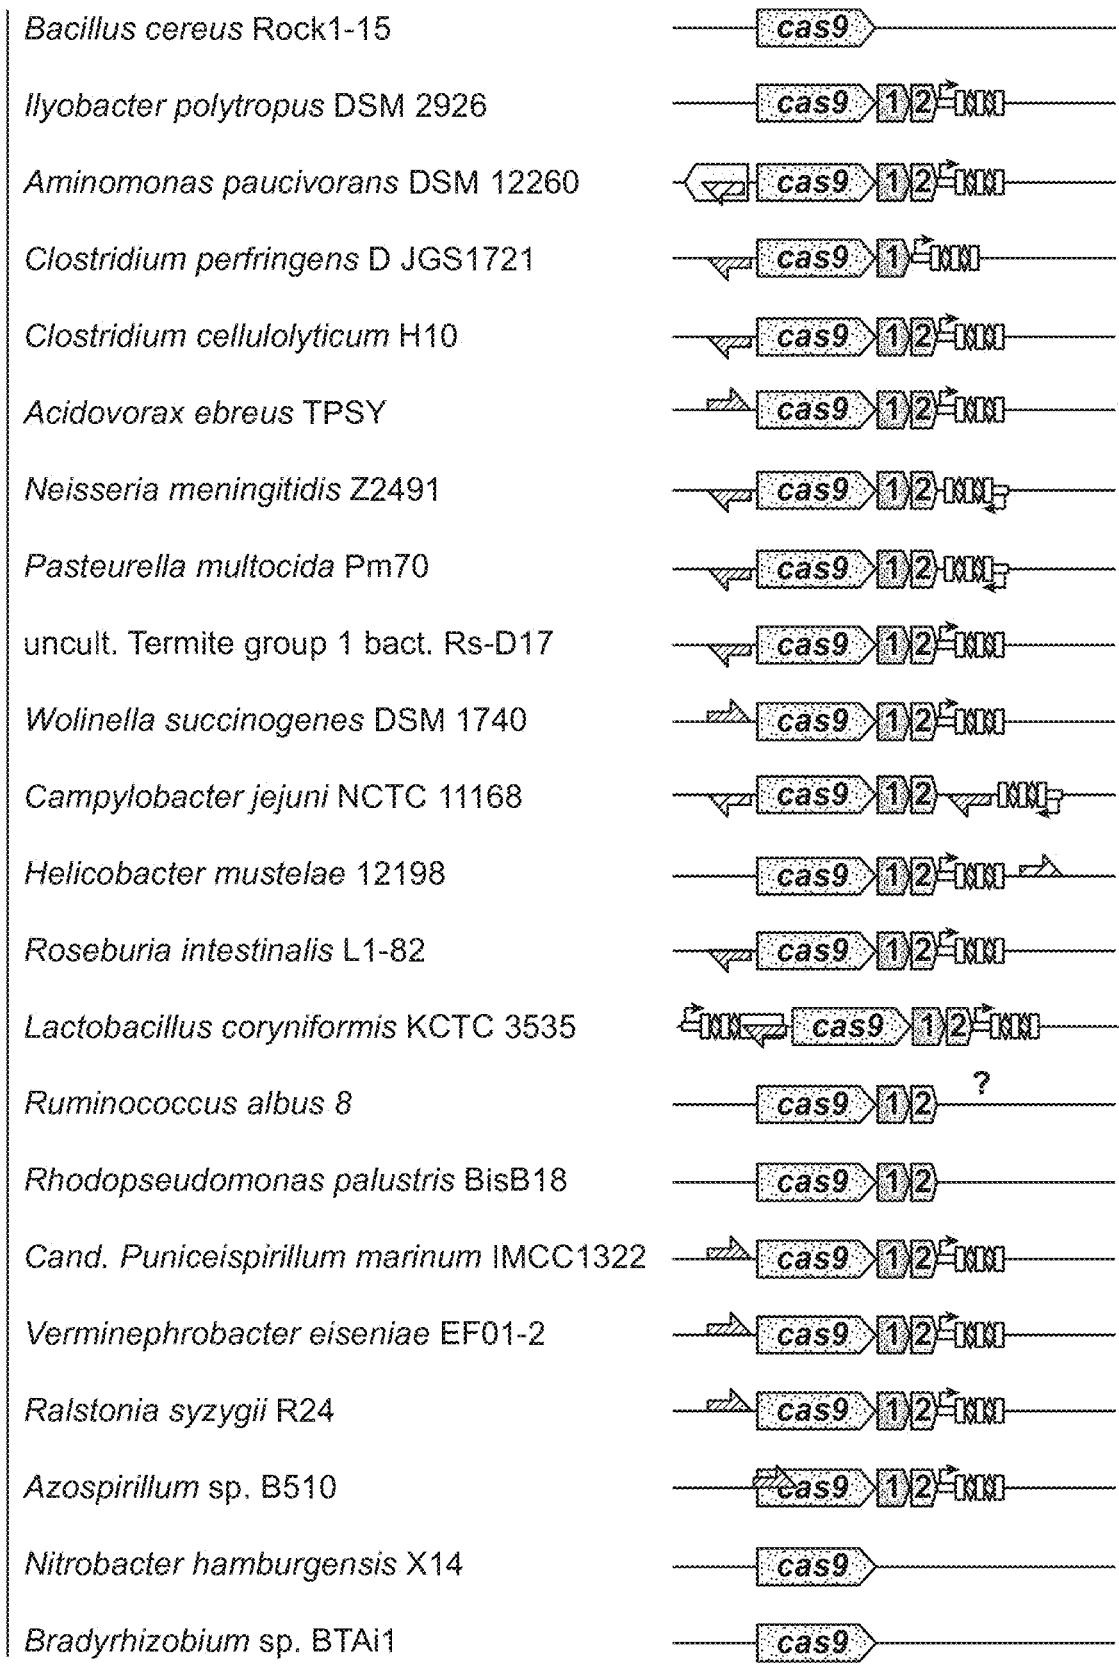 Bacillus cereus Rock1-15 cas9
Ilyobacter polytropus DSM 2926 cas9 1 2
Aminomonas paucivorans DSM 12260 cas9 1 2
Clostridium perfringens D JGS1721 cas9 1
Clostridium cellulolyticum H10 cas9 1 2
Acidovorax ebreus TPSY cas9 1 2
Neisseria meningitidis Z2491 cas9 1 2
Pasteurella multocida Pm70 cas9 1 2
uncult. Termite group 1 bact. Rs-D17 cas9 1 2
Wolinella succinogenes DSM 1740 cas9 1 2
Campylobacter jejuni NCTC 11168 cas9 1 2
Helicobacter mustelae 12198 cas9 1 2
Roseburia intestinalis L1-82 cas9 1 2
Lactobacillus coryniformis KCTC 3535 cas9 1 2
Ruminococcus albus 8 cas9 1 2 ?
Rhodopseudomonas palustris BisB18 cas9 1 2
Cand. Puniceispirillum marinum IMCC1322 cas9 1 2
Verminephrobacter eiseniae EF01-2 cas9 1 2
Ralstonia syzygii R24 cas9 1 2
Azospirillum sp. B510 cas9 1 2
Nitrobacter hamburgensis X14 cas9
Bradyrhizobium sp. BTAi1 cas9